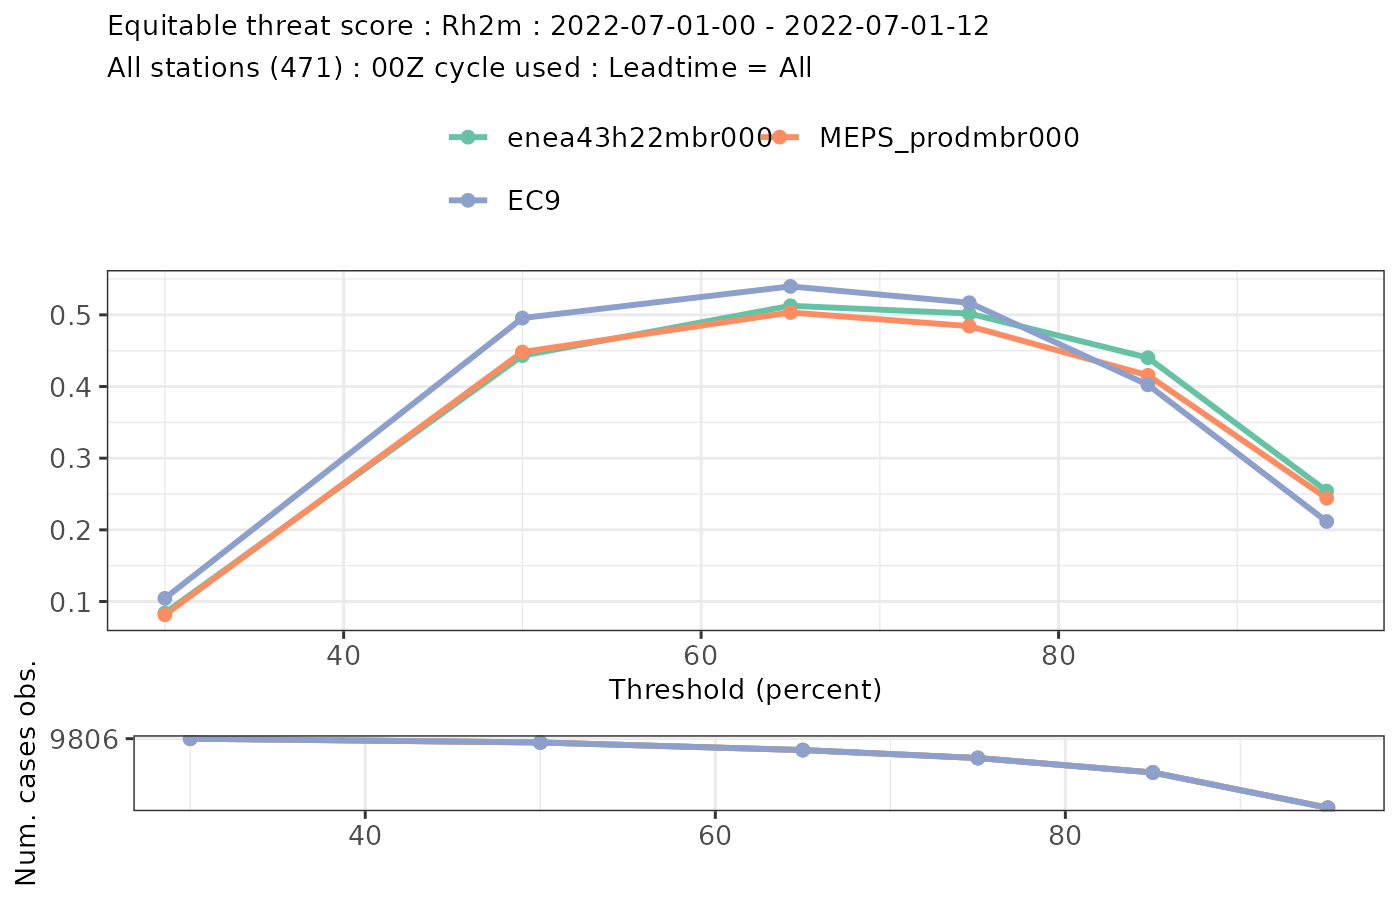 Equitable threat score : Rh2m : 2022-07-01-00 - 2022-07-01-12
All stations (471) : 00Z cycle used : Leadtime = All
enea43h22mbr000 MEPS_prodmbr000
EC9
0.5
0.4
0.3
0.2
0.1
40 60 80
Threshold (percent)
Num. cases obs.
9806
40 60 80